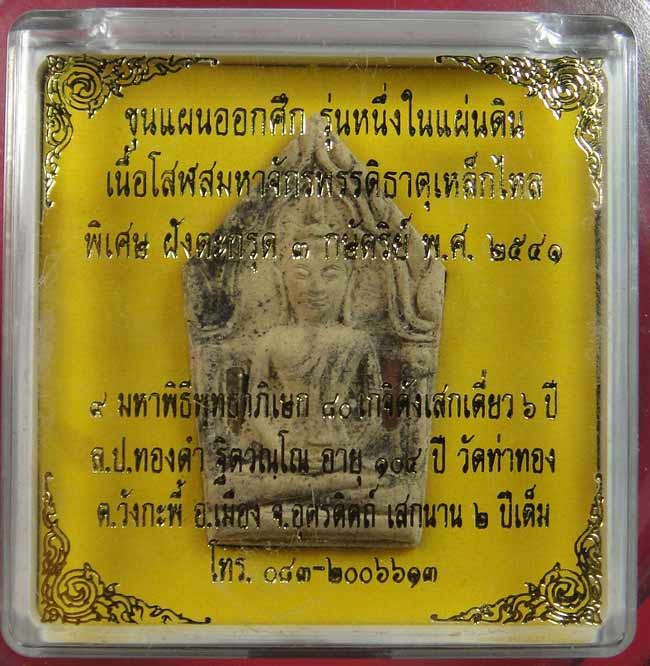 ขุนแผนออกศึก รุ่นหนึ่งในแผ่นดิน
เนื้อโสฬสมหาจักรพรรดิธาตุเหล็กไหล
พิเศษ ฝังตะกรุด ๓ กษัตริย์ พ.ศ. ๒๕๔๑
๙ มหาพิธีพุทธาภิเษก ๘๐ เกจิดังเสกเดี่ยว ๖ ปี
ล.ป.ทองดำ ฐิตวณฺโณ อายุ ๑๐๔ ปี วัดท่าทอง
ต.วังกะพี้ อ.เมือง จ.อุตรดิตถ์ เสกนาน ๒ ปีเต็ม
โทร. ๐๘๓-๒๐๐๖๖๑๓